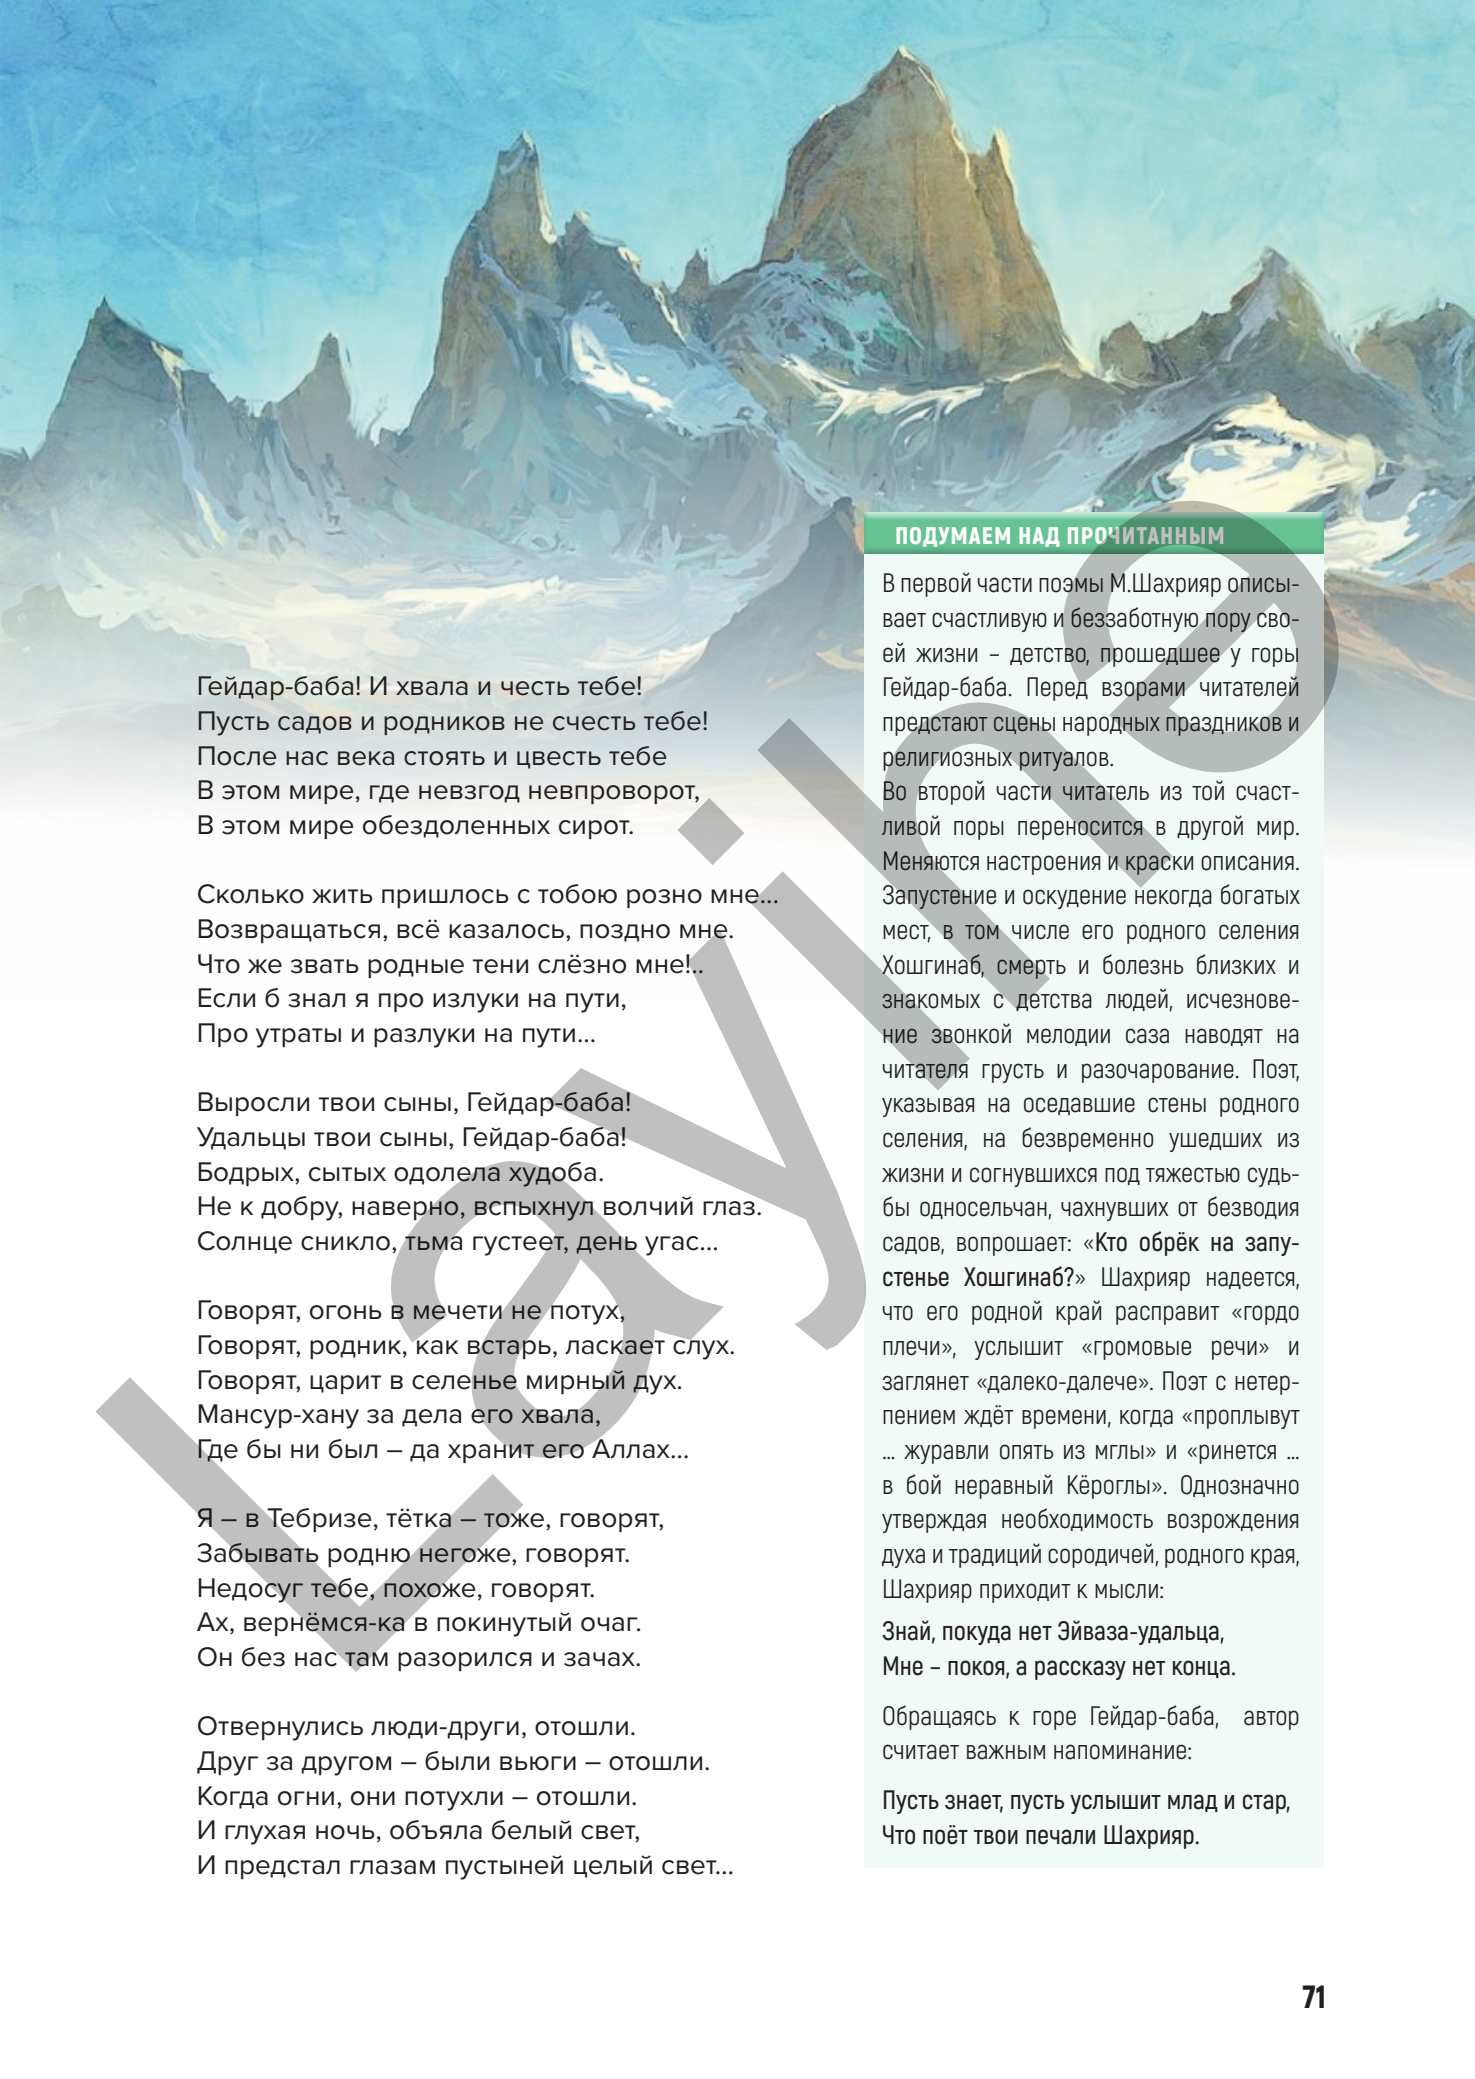 Гейдар-баба! И хвала и честь тебе!
Пусть садов и родников не счесть тебе!
После нас века стоять и цвесть тебе
В этом мире, где невзгод невпроворот,
В этом мире обездоленных сирот.
Сколько жить пришлось с тобою розно мне...
Возвращаться, всё казалось, поздно мне.
Что же звать родные тени слёзно мне!..
Если б знал я про излуки на пути,
Про утраты и разлуки на пути...
Выросли твои сыны, Гейдар-баба!
Удальцы твои сыны, Гейдар-баба!
Бодрых, сытых одолела худоба.
Не к добру, наверно, вспыхнул волчий глаз.
Солнце сникло, тьма густеет, день угас...
Говорят, огонь в мечети не потух,
Говорят, родник, как встарь, ласкает слух.
Говорят, царит в селенье мирный дух.
Мансур-хану за дела его хвала,
Где бы ни был – да хранит его Аллах...
Я – в Тебризе, тётка – тоже, говорят,
Забывать родню негоже, говорят.
Недосуг тебе, похоже, говорят.
Ах, вернёмся-ка в покинутый очаг.
Он без нас там разорился и зачах.
Отвернулись люди-други, отошли.
Друг за другом – были вьюги – отошли.
Когда огни, они потухли – отошли.
И глухая ночь, объяла белый свет,
И предстал глазам пустыней целый свет...
ПОДУМАЕМ НАД ПРОЧИТАННЫМ
В первой части поэмы М.Шахрияр описы-
вает счастливую и беззаботную пору сво-
ей жизни – детство, прошедшее у горы
Гейдар-баба. Перед взорами читателей
предстают сцены народных праздников и
религиозных ритуалов.
Во второй части читатель из той счаст-
ливой поры переносится в другой мир.
Меняются настроения и краски описания.
Запустение и оскудение некогда богатых
мест, в том числе его родного селения
Хошгинаб, смерть и болезнь близких и
знакомых с детства людей, исчезнове-
ние звонкой мелодии саза наводят на
читателя грусть и разочарование. Поэт,
указывая на оседавшие стены родного
селения, на безвременно ушедших из
жизни и согнувшихся под тяжестью судь-
бы односельчан, чахнувших от безводия
садов, вопрошает: «Кто обрёк на запу-
стенье Хошгинаб?» Шахрияр надеется,
что его родной край расправит «гордо
плечи», услышит «громовые речи» и
заглянет «далеко-далече». Поэт с нетер-
пением ждёт времени, когда «проплывут
... журавли опять из мглы» и «ринется ...
в бой неравный Кёроглы». Однозначно
утверждая необходимость возрождения
духа и традиций сородичей, родного края,
Шахрияр приходит к мысли:
Знай, покуда нет Эйваза-удальца,
Мне – покоя, а рассказу нет конца.
Обращаясь к горе Гейдар-баба, автор
считает важным напоминание:
Пусть знает, пусть услышит млад и стар,
Что поёт твои печали Шахрияр.
71
Layihə